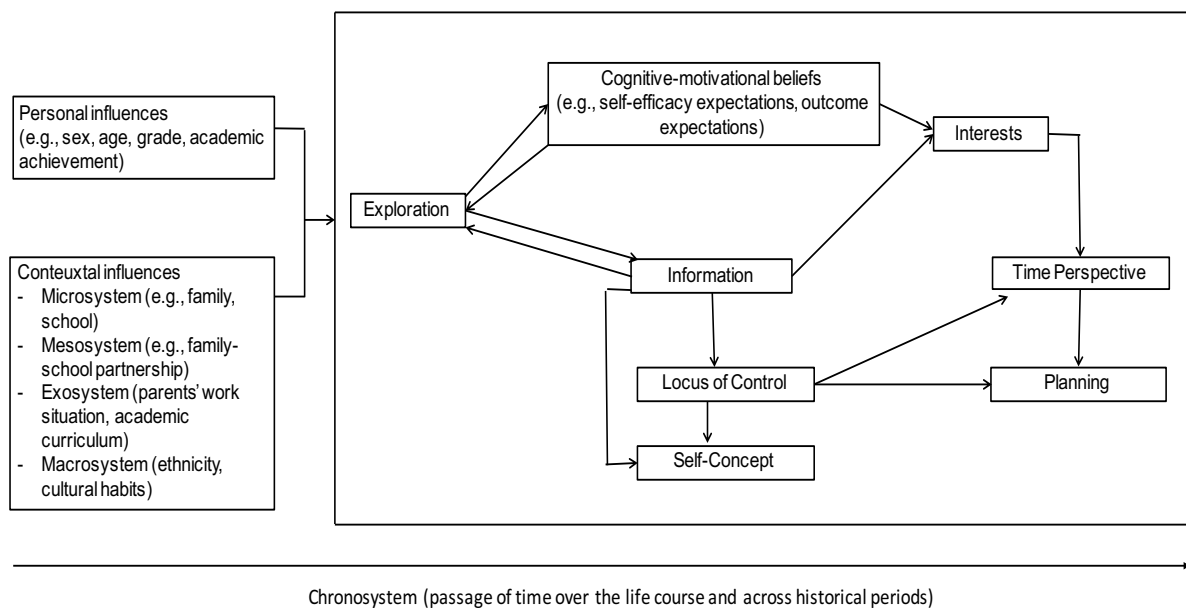 Personal influences
(e.g., sex, age, grade, academic
achievement)
Conteuxtal influences
- Microsystem (e.g., family,
school)
- Mesosystem (e.g., family-
school partnership)
- Exosystem (parents' work
situation, academic
curriculum)
- Macrosystem (ethnicity,
cultural habits)
Cognitive-motivational beliefs
(e.g., self-efficacy expectations, outcome
expectations)
Interests
Exploration
Information
Time Perspective
Locus of Control
Planning
Self-Concept
Chronosystem (passage of time over the life course and across historical periods)